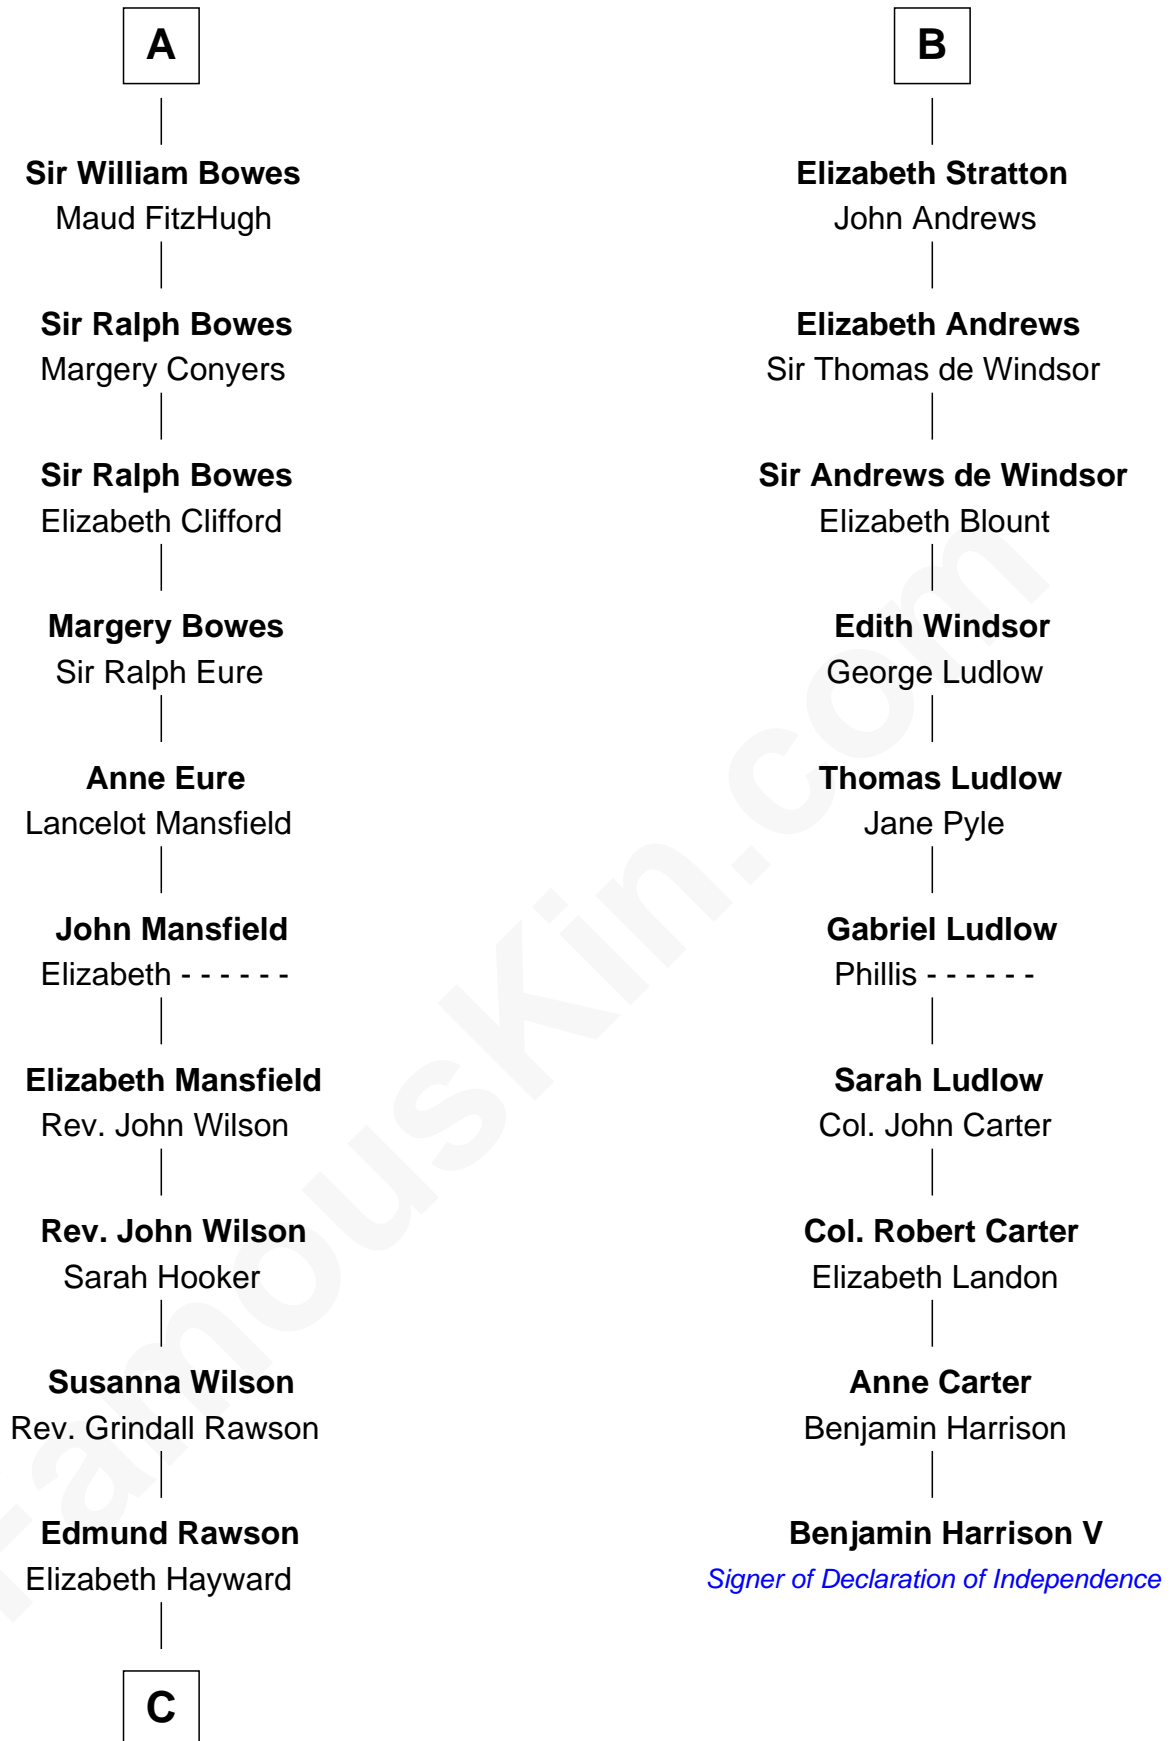 A
Sir William Bowes
Maud FitzHugh
Sir Ralph Bowes
Margery Conyers
Sir Ralph Bowes
Elizabeth Clifford
Margery Bowes
Sir Ralph Eure
Anne Eure
Lancelot Mansfield
John Mansfield
Elizabeth - - - - - -
Elizabeth Mansfield
Rev. John Wilson
Rev. John Wilson
Sarah Hooker
Susanna Wilson
Rev. Grindall Rawson
Edmund Rawson
Elizabeth Hayward
C
B
Elizabeth Stratton
John Andrews
Elizabeth Andrews
Sir Thomas de Windsor
Sir Andrews de Windsor
Elizabeth Blount
Edith Windsor
George Ludlow
Thomas Ludlow
Jane Pyle
Gabriel Ludlow
Phillis - - - - - -
Sarah Ludlow
Col. John Carter
Col. Robert Carter
Elizabeth Landon
Anne Carter
Benjamin Harrison
Benjamin Harrison V
Signer of Declaration of Independence
FamousKin.com